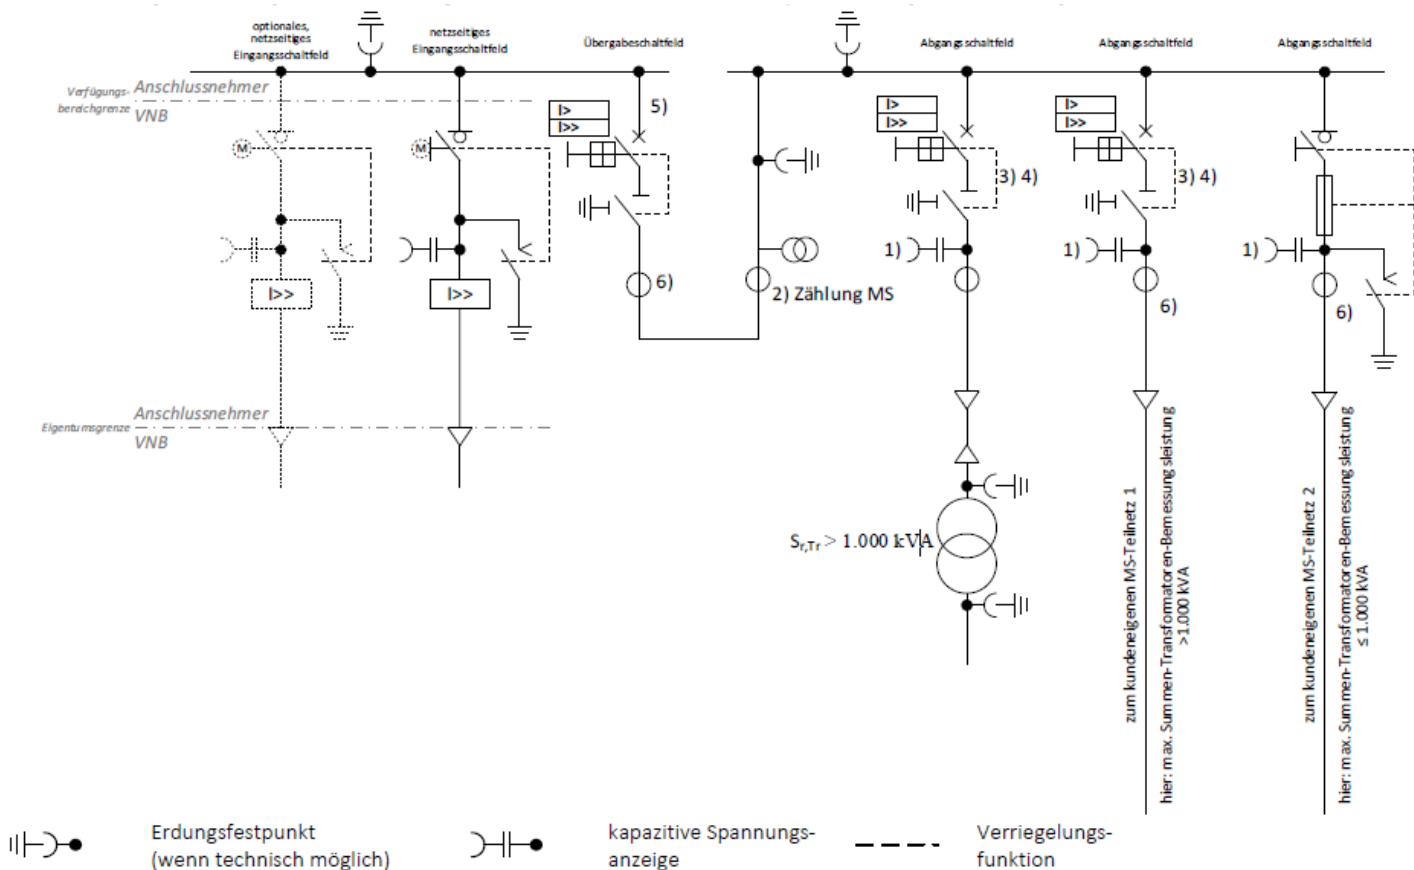 optionales,
netzseitiges
Eingangsschaltfeld
netzseitiges
Eingangsschaltfeld
Übergabeschaltfeld
Abgangsschaltfeld
Abgangsschaltfeld
Abgangsschaltfeld
Verfügungs-
bereichgrenze
Anschlussnehmer
VNB
5)
I>
I>>
I>
I>>
I>
I>>
M
M
3) 4)
3) 4)
1)
1)
1)
I>>
I>>
6)
2) Zählung MS
6)
6)
Eigentumsgrenze
Anschlussnehmer
VNB
Sr,Tr > 1.000 kVA
zum kundeneigenen MS-Teilnetz 1
hier: max. Summen-Transformatoren-Bemessungsleistung
>1.000 kVA
zum kundeneigenen MS-Teilnetz 2
hier: max. Summen-Transformatoren-Bemessungsleistung
≤ 1.000 kVA
Erdungsfestpunkt
(wenn technisch möglich)
kapazitive Spannungs-
anzeige
Verriegelungs-
funktion